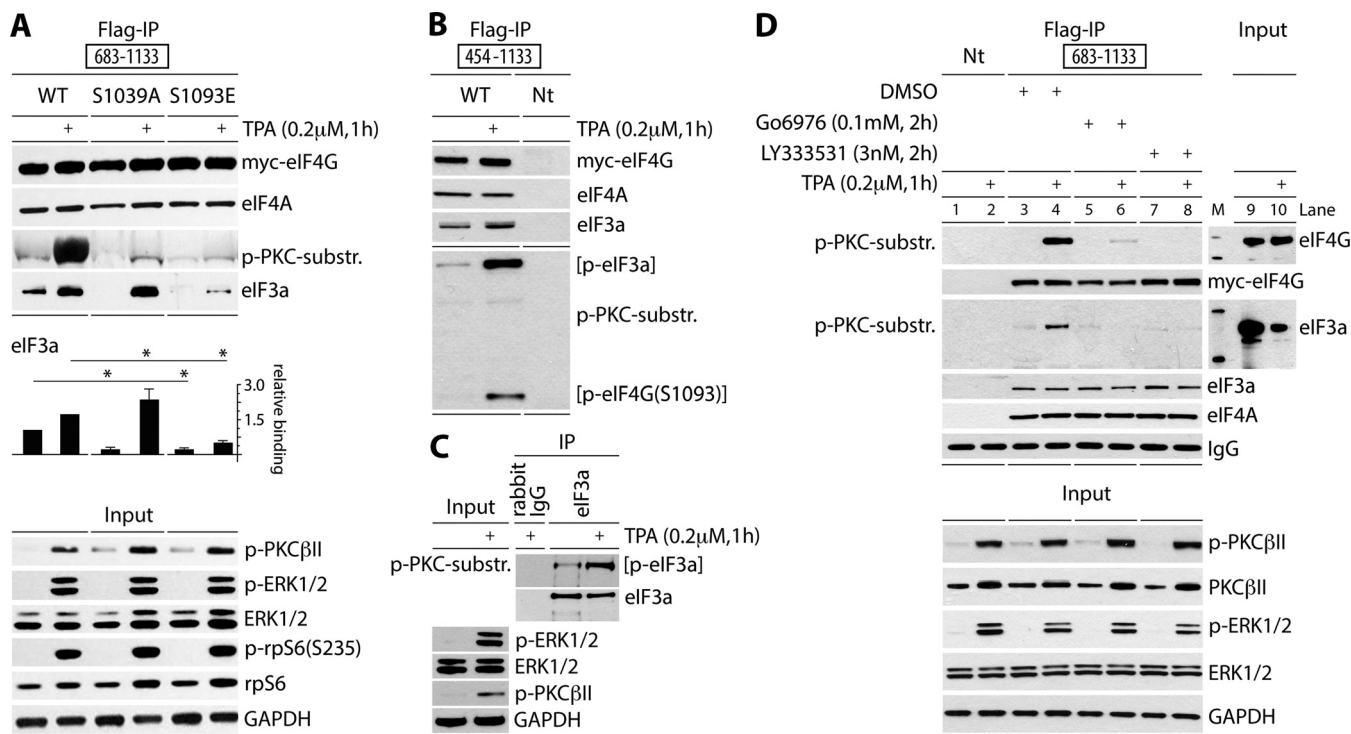 A
Flag-IP
683-1133
WT S1039A S1093E
+ + + TPA (0.2μM,1h)
myc-eIF4G
eIF4A
p-PKC-substr.
eIF3a
eIF3a
* *
* *
3.0
1.5
relative binding
Input
p-PKCβII
p-ERK1/2
ERK1/2
p-rpS6(S235)
rpS6
GAPDH
B
Flag-IP
454-1133
WT Nt
+ TPA (0.2μM,1h)
myc-eIF4G
eIF4A
eIF3a
[p-eIF3a]
p-PKC-substr.
[p-eIF4G(S1093)]
C
IP
Input rabbit IgG eIF3a
+ + + TPA (0.2μM,1h)
p-PKC-substr. [p-eIF3a]
eIF3a
p-ERK1/2
ERK1/2
p-PKCβII
GAPDH
D
Flag-IP Input
Nt 683-1133
DMSO + +
Go6976 (0.1mM, 2h) + +
LY333531 (3nM, 2h) + +
TPA (0.2μM,1h) + + + + +
1 2 3 4 5 6 7 8 M 9 10 Lane
p-PKC-substr. eIF4G
myc-eIF4G
p-PKC-substr. eIF3a
eIF3a
eIF4A
IgG
Input
p-PKCβII
PKCβII
p-ERK1/2
ERK1/2
GAPDH